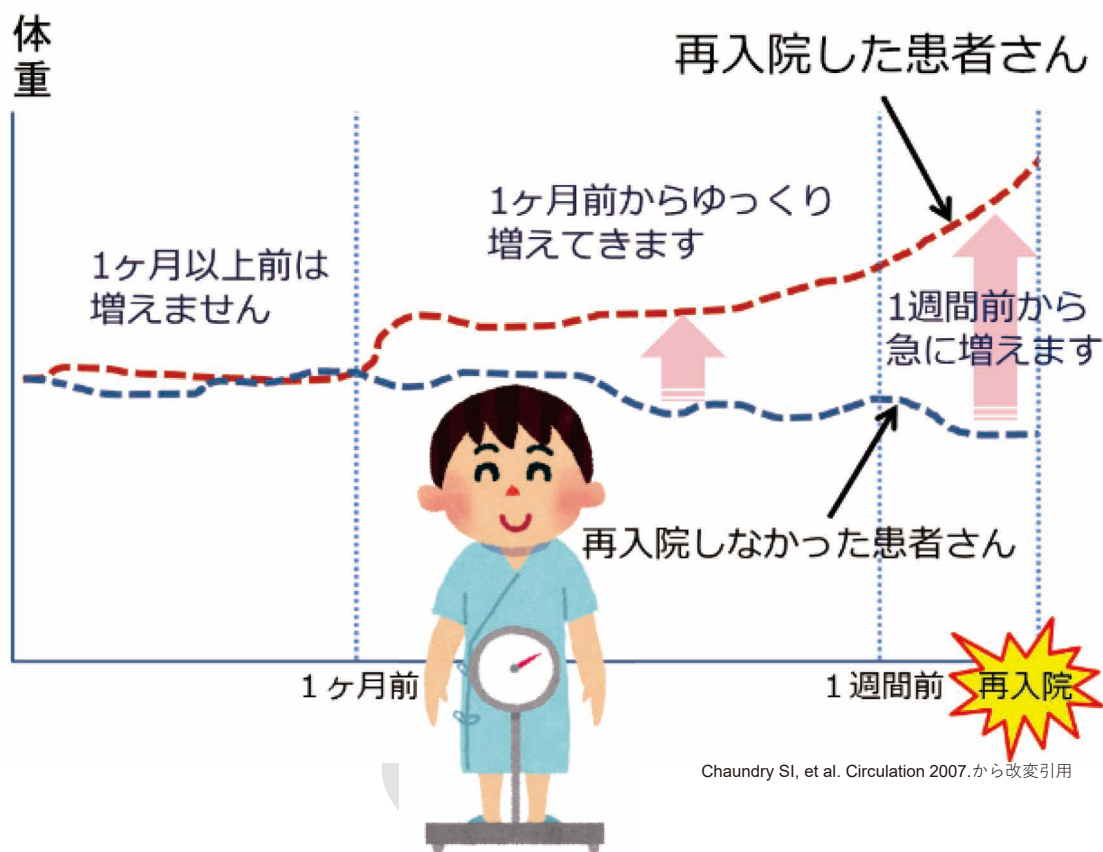 体重
再入院した患者さん
1ヶ月前からゆっくり
増えてきます
1ヶ月以上前は
増えません
1週間前から
急に増えます
再入院しなかった患者さん
1ヶ月前
1週間前
再入院
Chaundry SI, et al. Circulation 2007.から改変引用